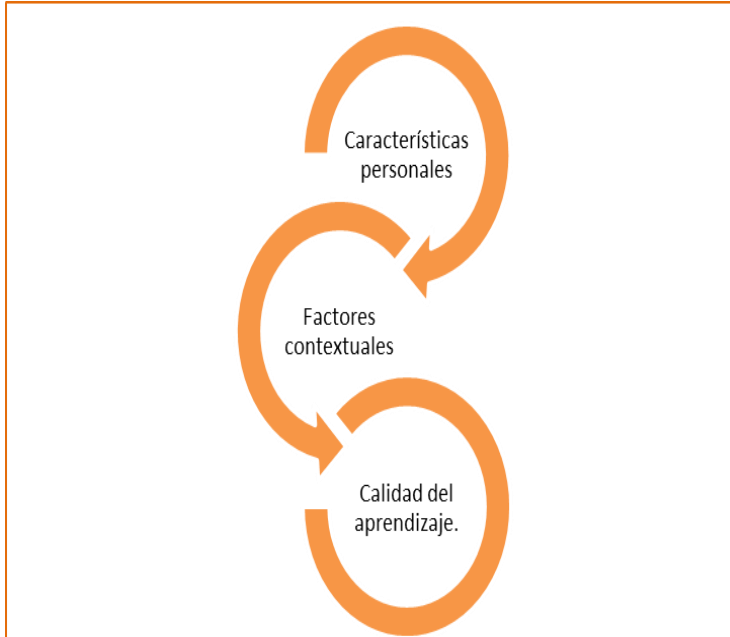 Características
personales
Factores
contextuales
Calidad del
aprendizaje.